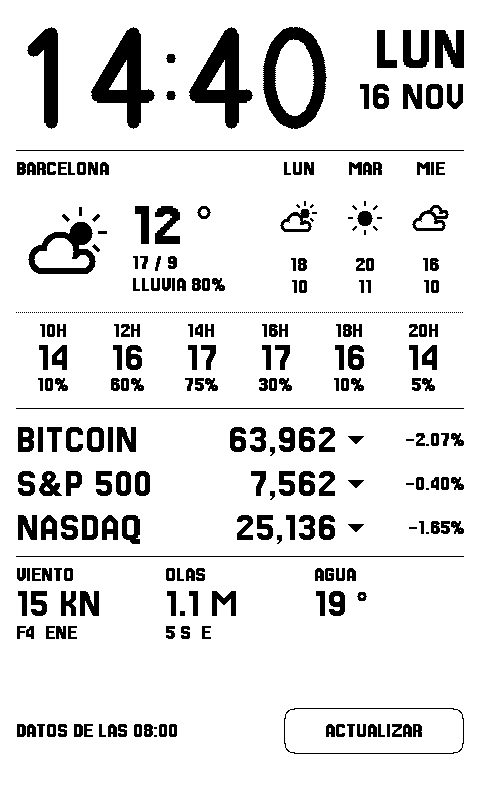 14:40
LUN
16 NOV
BARCELONA
LUN MAR MIE
12 °
17 / 9
LLUVIA 80%
18 20 16
10 11 10
10H 12H 14H 16H 18H 20H
14 16 17 17 16 14
10% 60% 75% 30% 10% 5%
BITCOIN 63,962 -2.07%
S&P 500 7,562 -0.40%
NASDAQ 25,136 -1.65%
VIENTO OLAS AGUA
15 KN 1.1 M 19 °
F4 ENE 5 S E
DATOS DE LAS 08:00 ACTUALIZAR